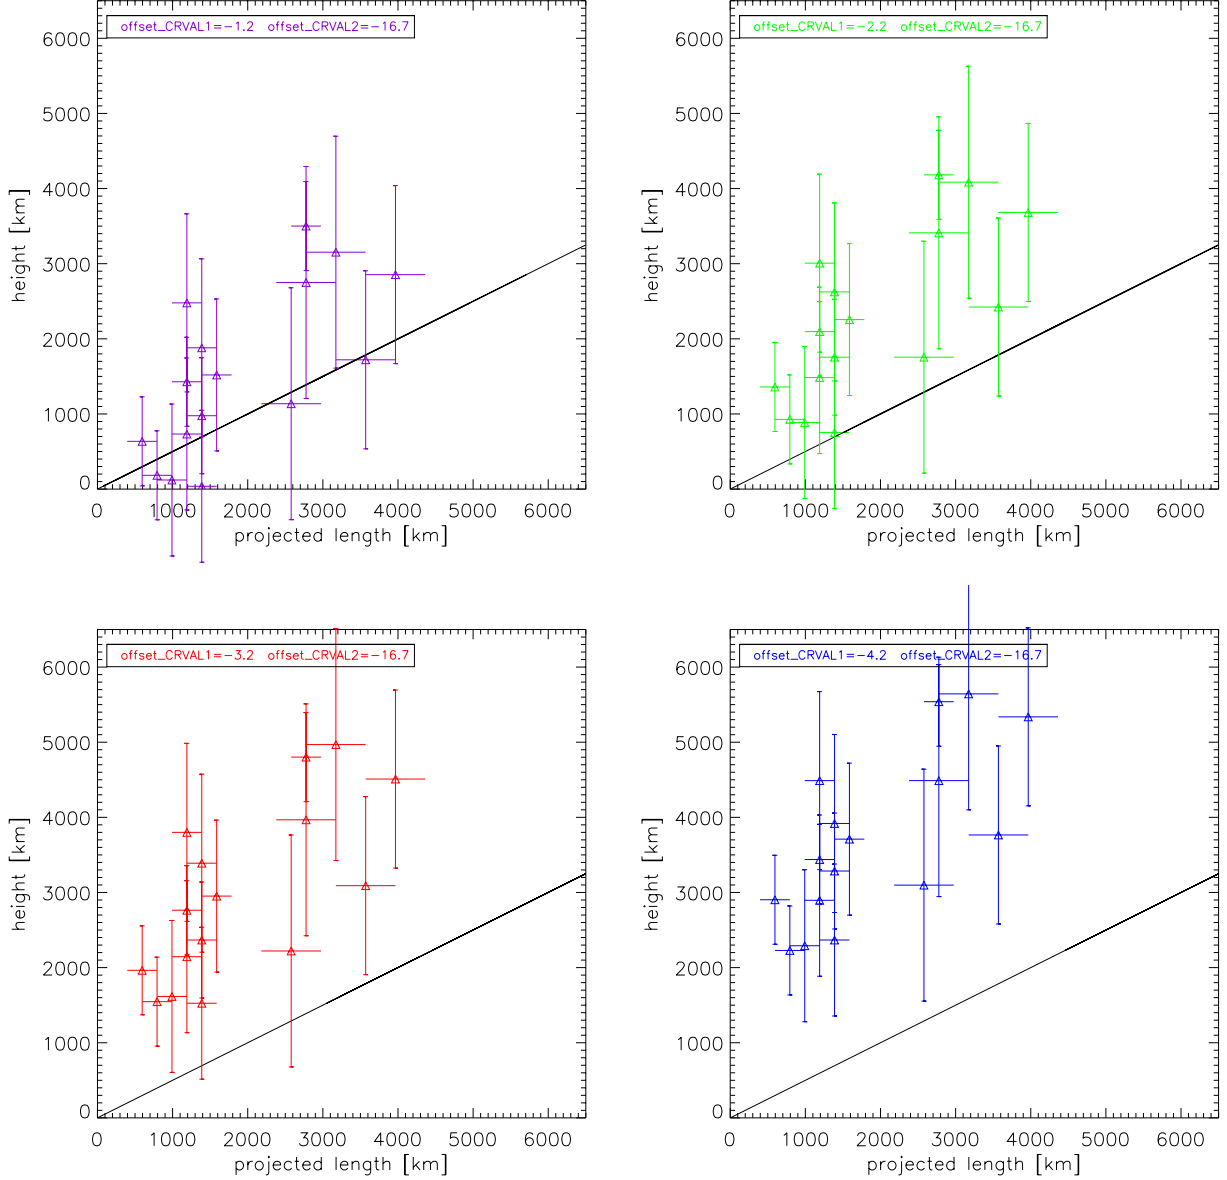 offset_CRVAL1=−1.2 offset_CRVAL2=−16.7
height [km]
6000
5000
4000
3000
2000
1000
0
0 1000 2000 3000 4000 5000 6000
projected length [km]
offset_CRVAL1=−2.2 offset_CRVAL2=−16.7
height [km]
6000
5000
4000
3000
2000
1000
0
0 1000 2000 3000 4000 5000 6000
projected length [km]
offset_CRVAL1=−3.2 offset_CRVAL2=−16.7
height [km]
6000
5000
4000
3000
2000
1000
0
0 1000 2000 3000 4000 5000 6000
projected length [km]
offset_CRVAL1=−4.2 offset_CRVAL2=−16.7
height [km]
6000
5000
4000
3000
2000
1000
0
0 1000 2000 3000 4000 5000 6000
projected length [km]